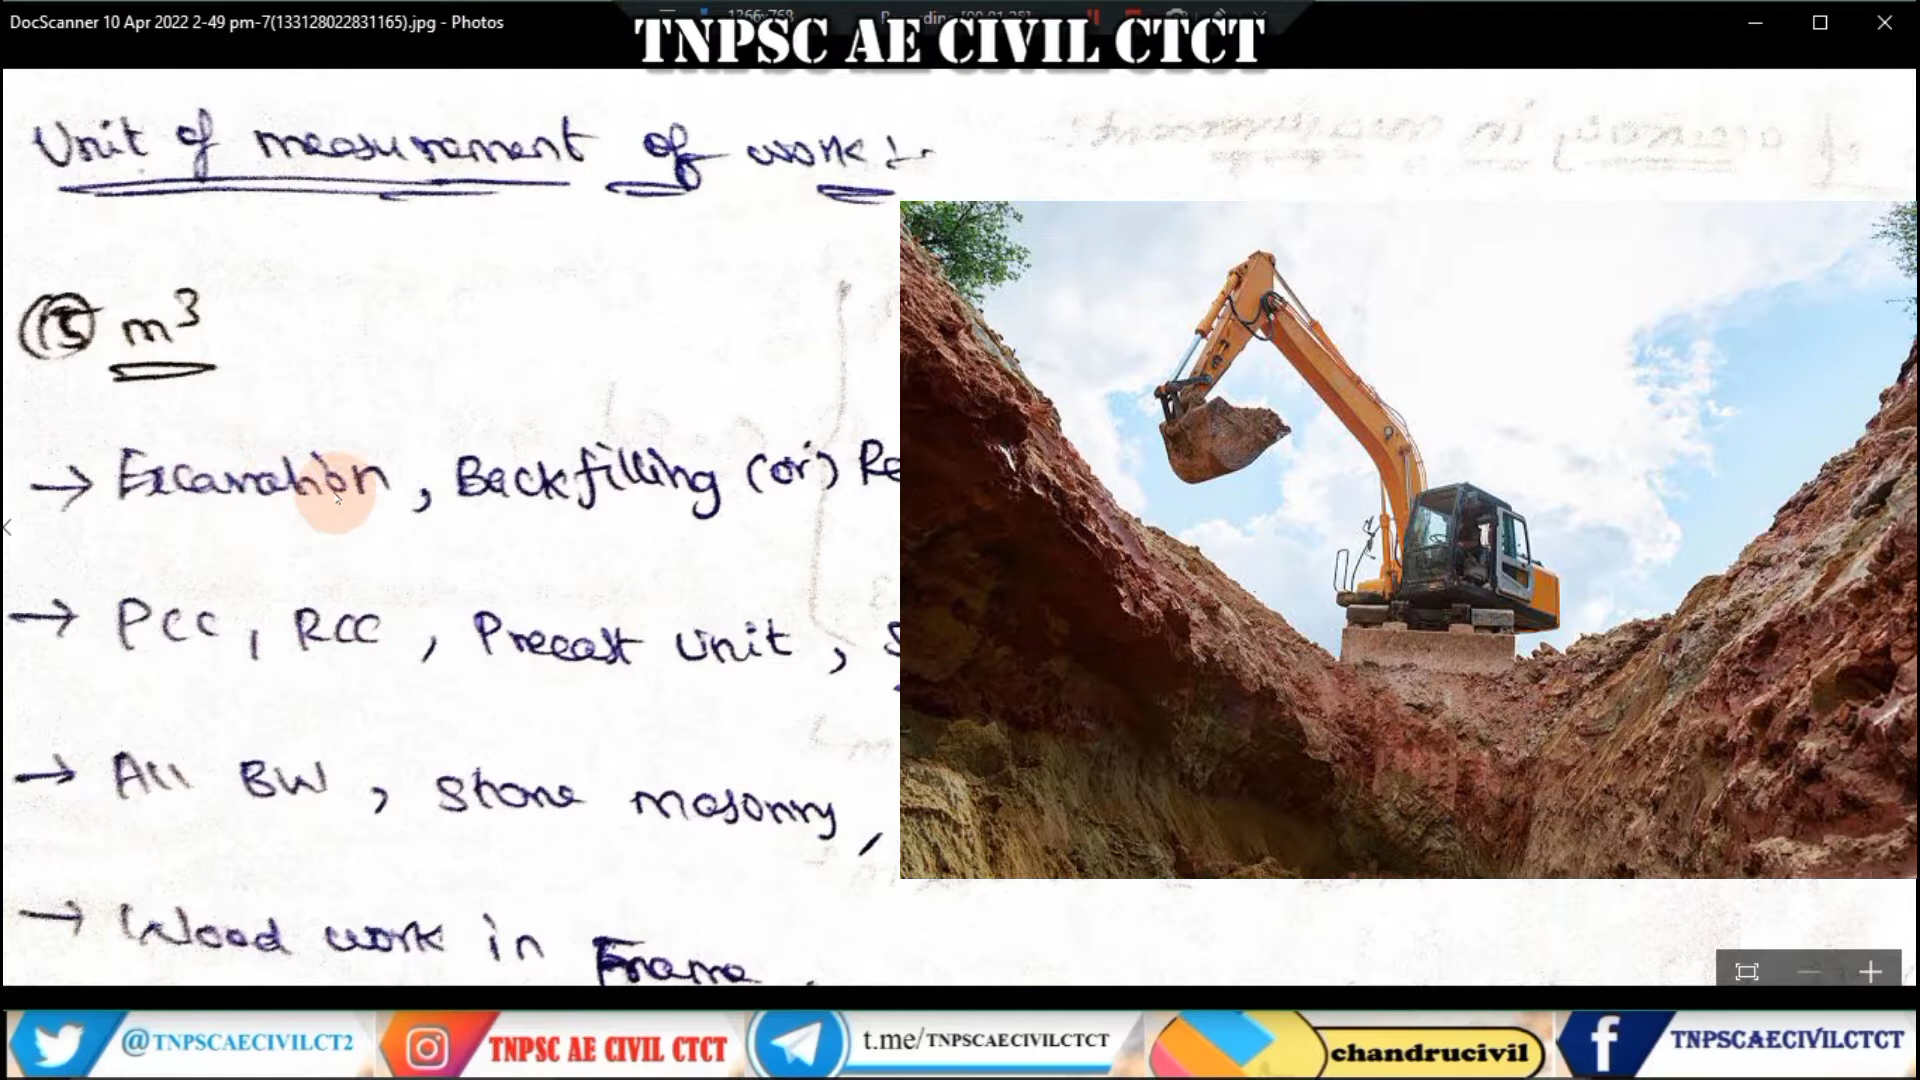 DocScanner 10 Apr 2022 2-49 pm-7(133128022831165).jpg - Photos
TNPSC AE CIVIL CTCT
Unit of measurement of work :-
m³
→ Excavation, Backfilling (or) Re
→ PCC, RCC, Precast Unit, S
→ All BW, Stone masonry,
→ Wood work in Frame.
@TNPSCAECIVILCT2
TNPSC AE CIVIL CTCT
t.me/TNPSCAECIVILCTCT
chandrucivil
TNPSCAECIVILCTCT